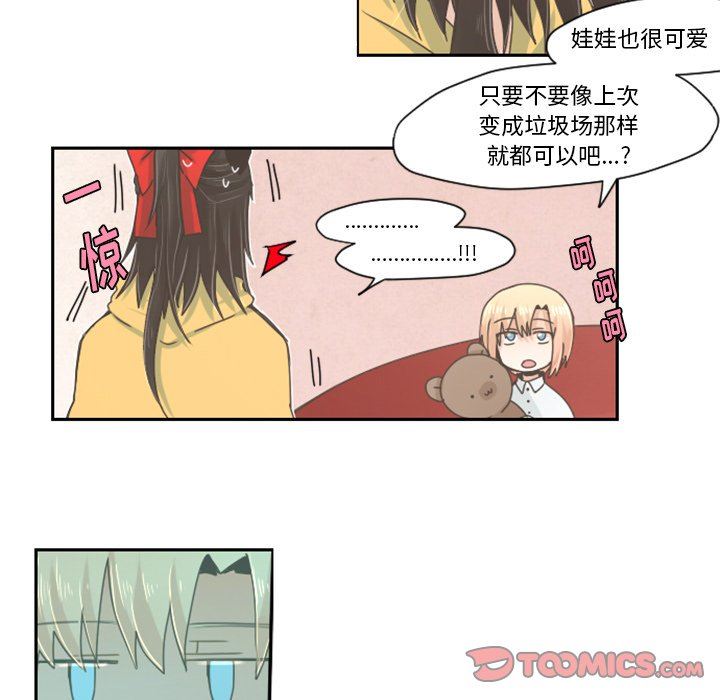 娃娃也很可爱
只要不要像上次
变成垃圾场那样
就都可以吧...?
一惊
..............
................!!!
呵呵呵
TOOMICS.COM